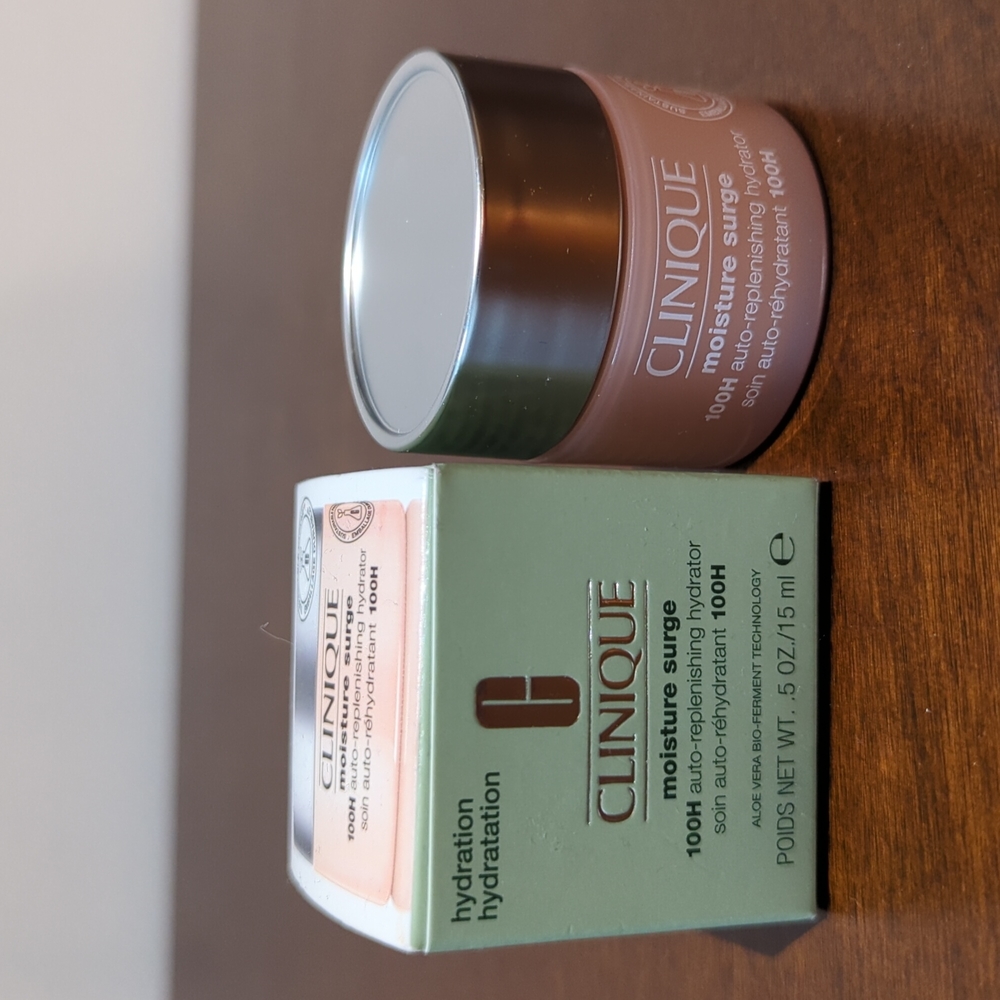 CLINIQUE
moisture surge
100H auto-replenishing hydrator
soin auto-réhydratant 100H
hydration
hydratation
C
CLINIQUE
moisture surge
100H auto-replenishing hydrator
soin auto-réhydratant 100H
ALOE VERA BIO-FERMENT TECHNOLOGY
POIDS NET WT. .5 OZ./15 ml e
CLINIQUE
moisture surge
100H auto-replenishing hydrator
soin auto-réhydratant 100H